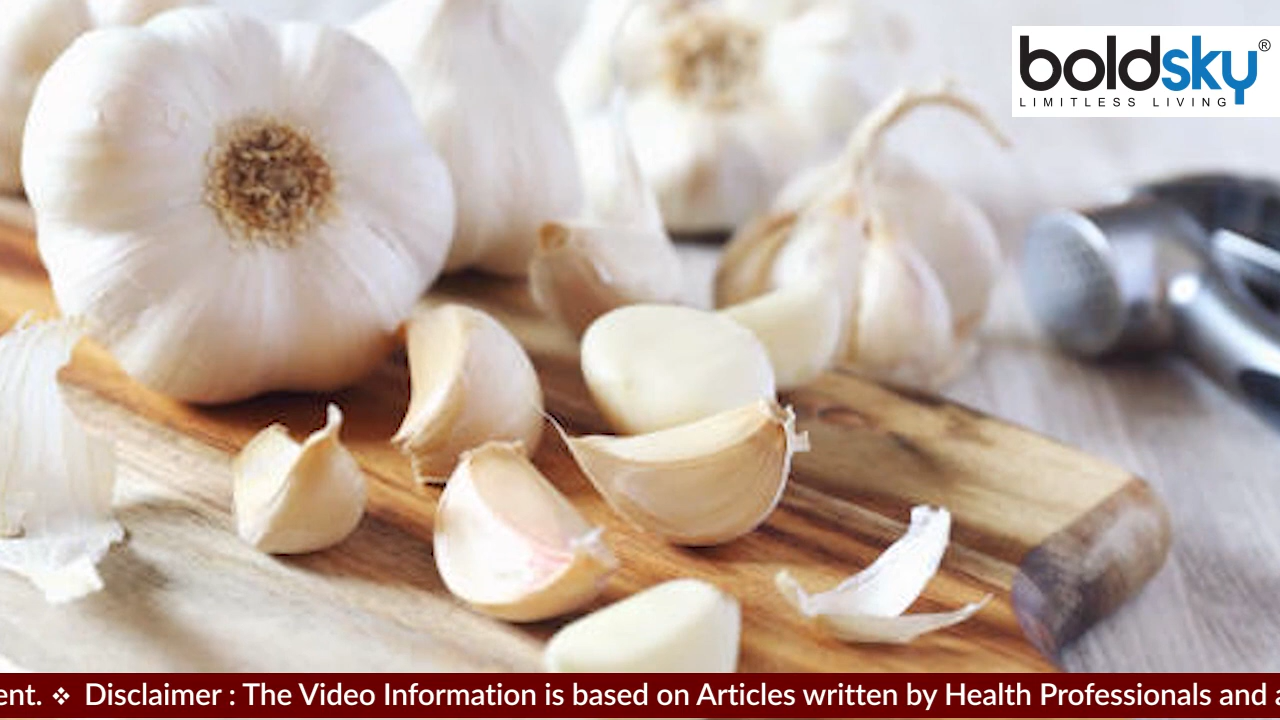 boldsky®
LIMITLESS LIVING
ent. ❖ Disclaimer : The Video Information is based on Articles written by Health Professionals and a